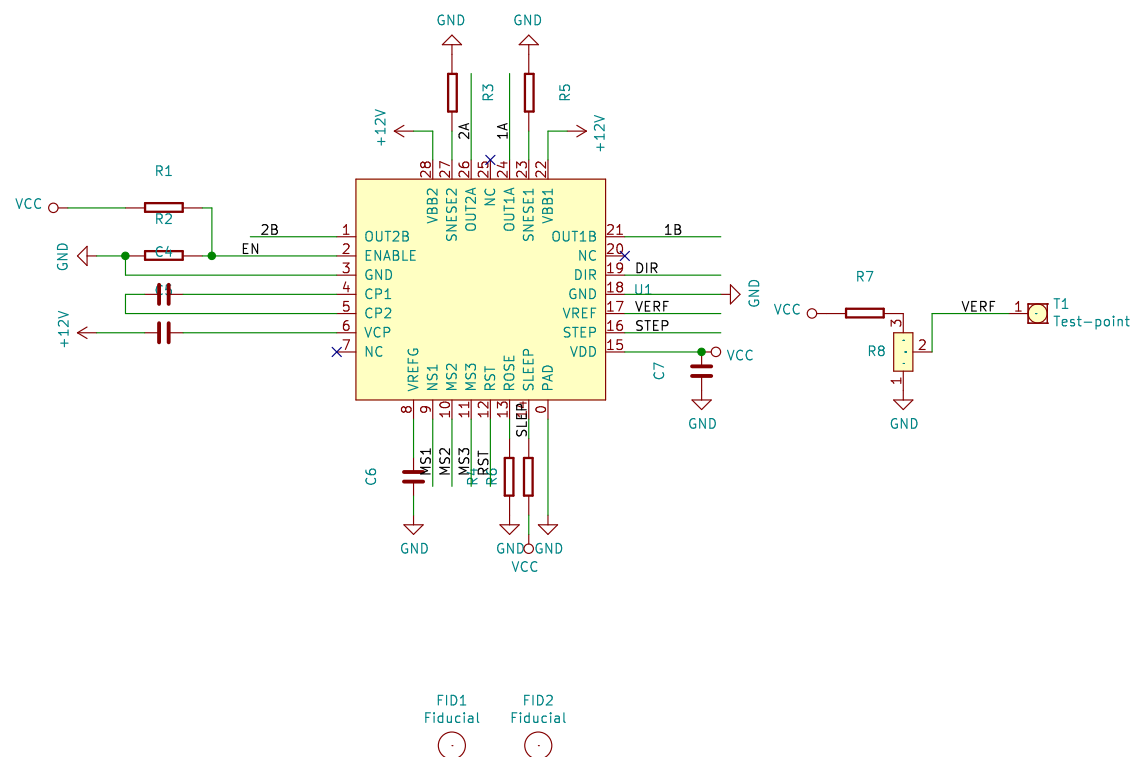 GND
GND
R3
R5
+12V
2A
1A
+12V
28
27
26
25
24
23
22
VBB2
SNESE2
OUT2A
NC
OUT1A
SNESE1
VBB1
R1
VCC
R2
GND
C4
2B
EN
1
2
3
4
5
6
7
OUT2B
ENABLE
GND
CP1
CP2
VCP
NC
C5
+12V
OUT1B
NC
DIR
GND
VREF
STEP
VDD
21
20
19
18
17
16
15
1B
DIR
U1
VERF
STEP
GND
VCC
C7
GND
VREFG
NS1
MS2
MS3
RST
ROSE
SLEEP
PAD
8
9
10
11
12
13
14
0
SLEP
MS1
MS2
MS3
RST
C6
R4
R6
GND
GND
GND
VCC
R7
VCC
3
R8
2
1
GND
VERF
1
T1
Test-point
FID1
Fiducial
FID2
Fiducial